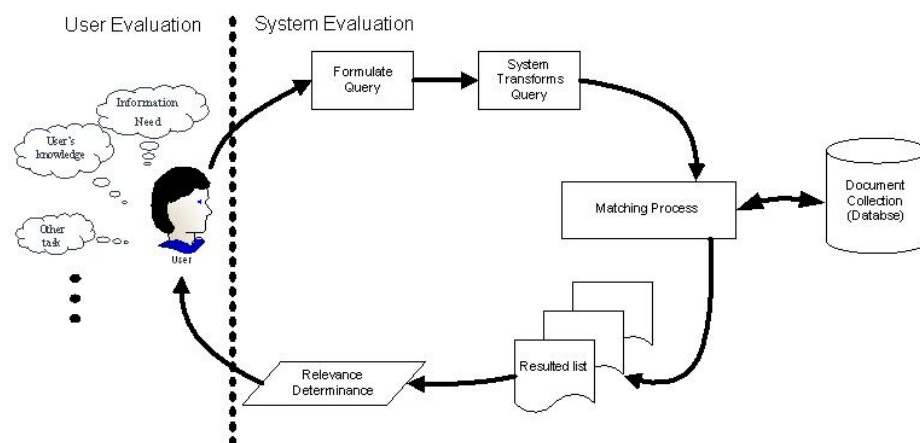 User Evaluation
System Evaluation
Formulate
Query
System
Transforms
Query
Information
Need
User's
knowledge
Other
task
User
Matching Process
Document
Collection
(Databse)
Resulted list
Relevance
Determinance